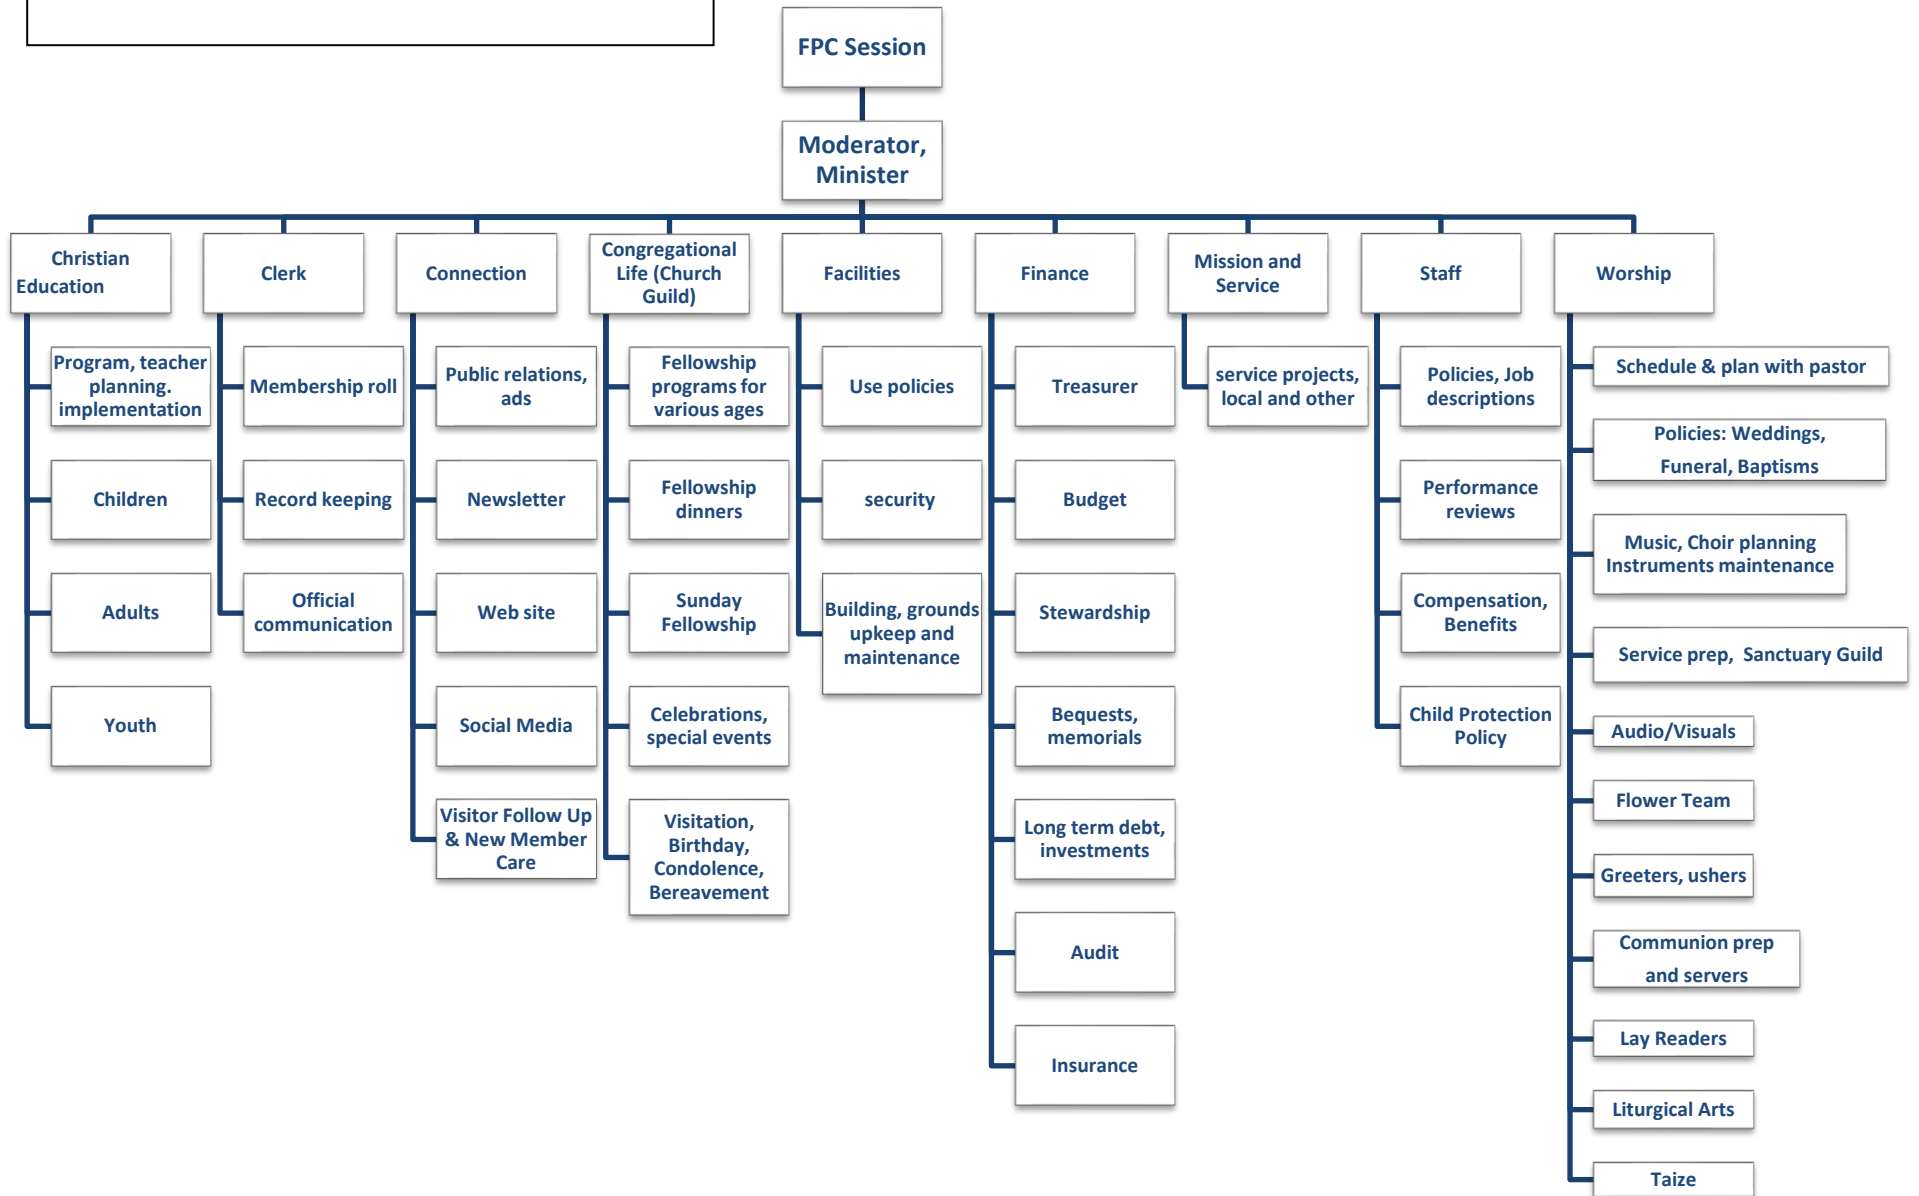 FPC Session
Moderator,
Minister
Christian
Education
Program, teacher
planning.
implementation
Children
Adults
Youth
Clerk
Membership roll
Record keeping
Official
communication
Connection
Public relations,
ads
Newsletter
Web site
Social Media
Visitor Follow Up
& New Member
Care
Congregational
Life (Church
Guild)
Fellowship
programs for
various ages
Fellowship
dinners
Sunday
Fellowship
Celebrations,
special events
Visitation,
Birthday,
Condolence,
Bereavement
Facilities
Use policies
security
Building, grounds
upkeep and
maintenance
Finance
Treasurer
Budget
Stewardship
Bequests,
memorials
Long term debt,
investments
Audit
Insurance
Mission and
Service
service projects,
local and other
Staff
Policies, Job
descriptions
Performance
reviews
Compensation,
Benefits
Child Protection
Policy
Worship
Schedule & plan with pastor
Policies: Weddings,
Funeral, Baptisms
Music, Choir planning
Instruments maintenance
Service prep, Sanctuary Guild
Audio/Visuals
Flower Team
Greeters, ushers
Communion prep
and servers
Lay Readers
Liturgical Arts
Taize